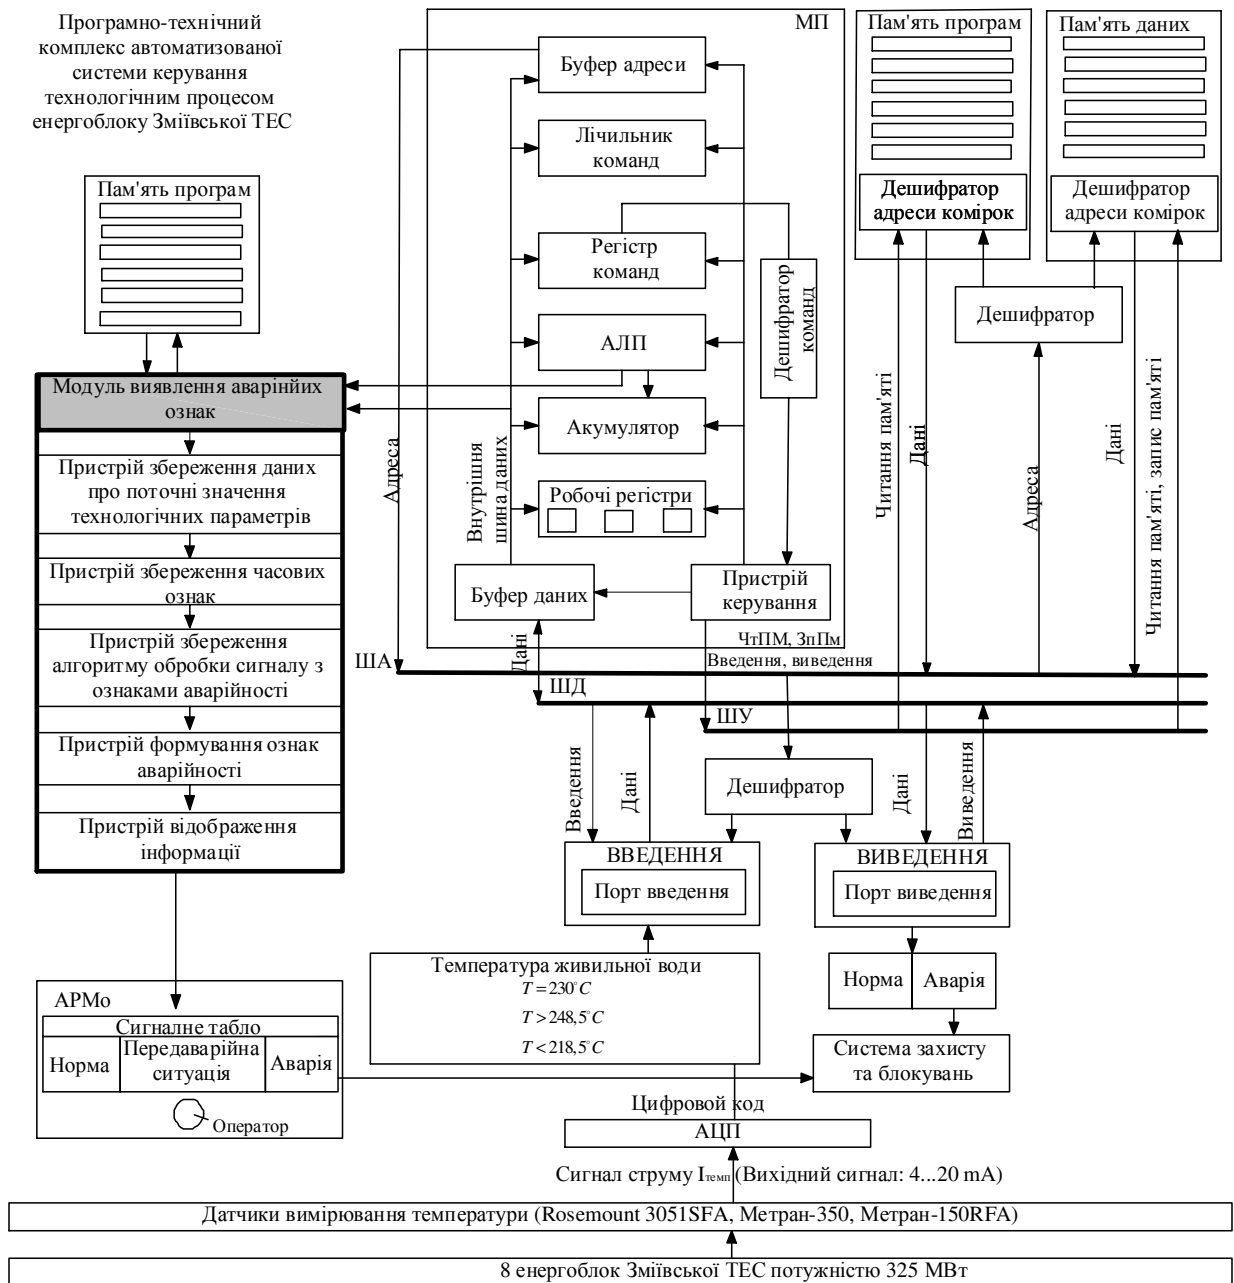 Програмно-технічний
комплекс автоматизованої
системи керування
технологічним процесом
енергоблоку Зміївської ТЕС
МП
Буфер адреси
Лічильник
команд
Регістр
команд
АЛП
Акумулятор
Робочі регістри
Буфер даних
Пристрій
керування
Дешифратор
команд
Внутрішня
шина даних
Адреса
Дані
ЧтПМ, ЗпПм
Введення, виведення
Пам'ять програм
Дешифратор
адреси комірок
Пам'ять даних
Дешифратор
адреси комірок
Дешифратор
Читання пам'яті
Дані
Адреса
Дані
Читання пам'яті, запис пам'яті
Пам'ять програм
Модуль виявлення аварінйих
ознак
Пристрій збереження даних
про поточні значення
технологічних параметрів
Пристрій збереження часових
ознак
Пристрій збереження
алгоритму обробки сигналу з
ознаками аварійності
Пристрій формування ознак
аварійності
Пристрій відображення
інформації
ША
ШД
ШУ
Введення
Дані
Дешифратор
Дані
Виведення
ВВЕДЕННЯ
Порт введення
ВИВЕДЕННЯ
Порт виведення
Температура живильної води
T = 230°C
T > 248,5°C
T < 218,5°C
Норма
Аварія
Система захисту
та блокувань
АРМо
Сигналне табло
Норма
Передаварійна
ситуація
Аварія
Оператор
Цифровой код
АЦП
Сигнал струму Iтемп (Вихідний сигнал: 4...20 mA)
Датчики вимірювання температури (Rosemount 3051SFA, Метран-350, Метран-150RFA)
8 енергоблок Зміївської ТЕС потужністю 325 МВт